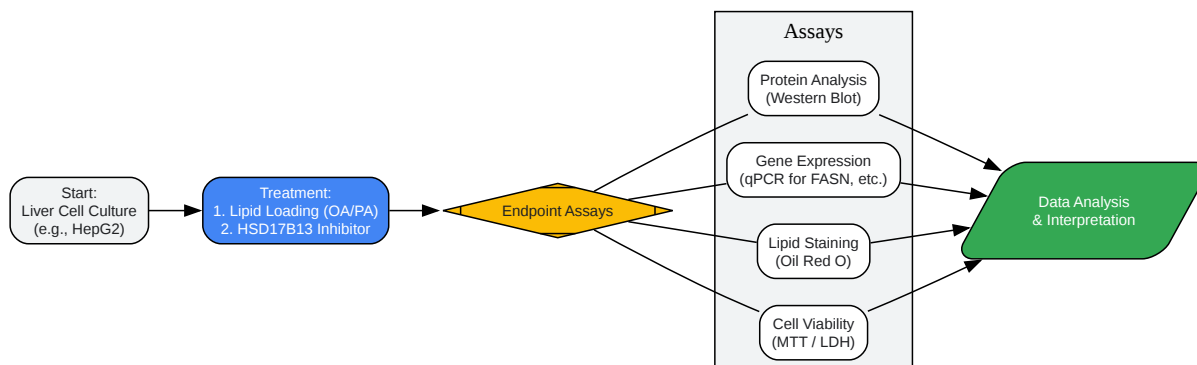 Start:
Liver Cell Culture
(e.g., HepG2)
Treatment:
1. Lipid Loading (OA/PA)
2. HSD17B13 Inhibitor
Endpoint Assays
Assays
Protein Analysis
(Western Blot)
Gene Expression
(qPCR for FASN, etc.)
Lipid Staining
(Oil Red O)
Cell Viability
(MTT / LDH)
Data Analysis
& Interpretation